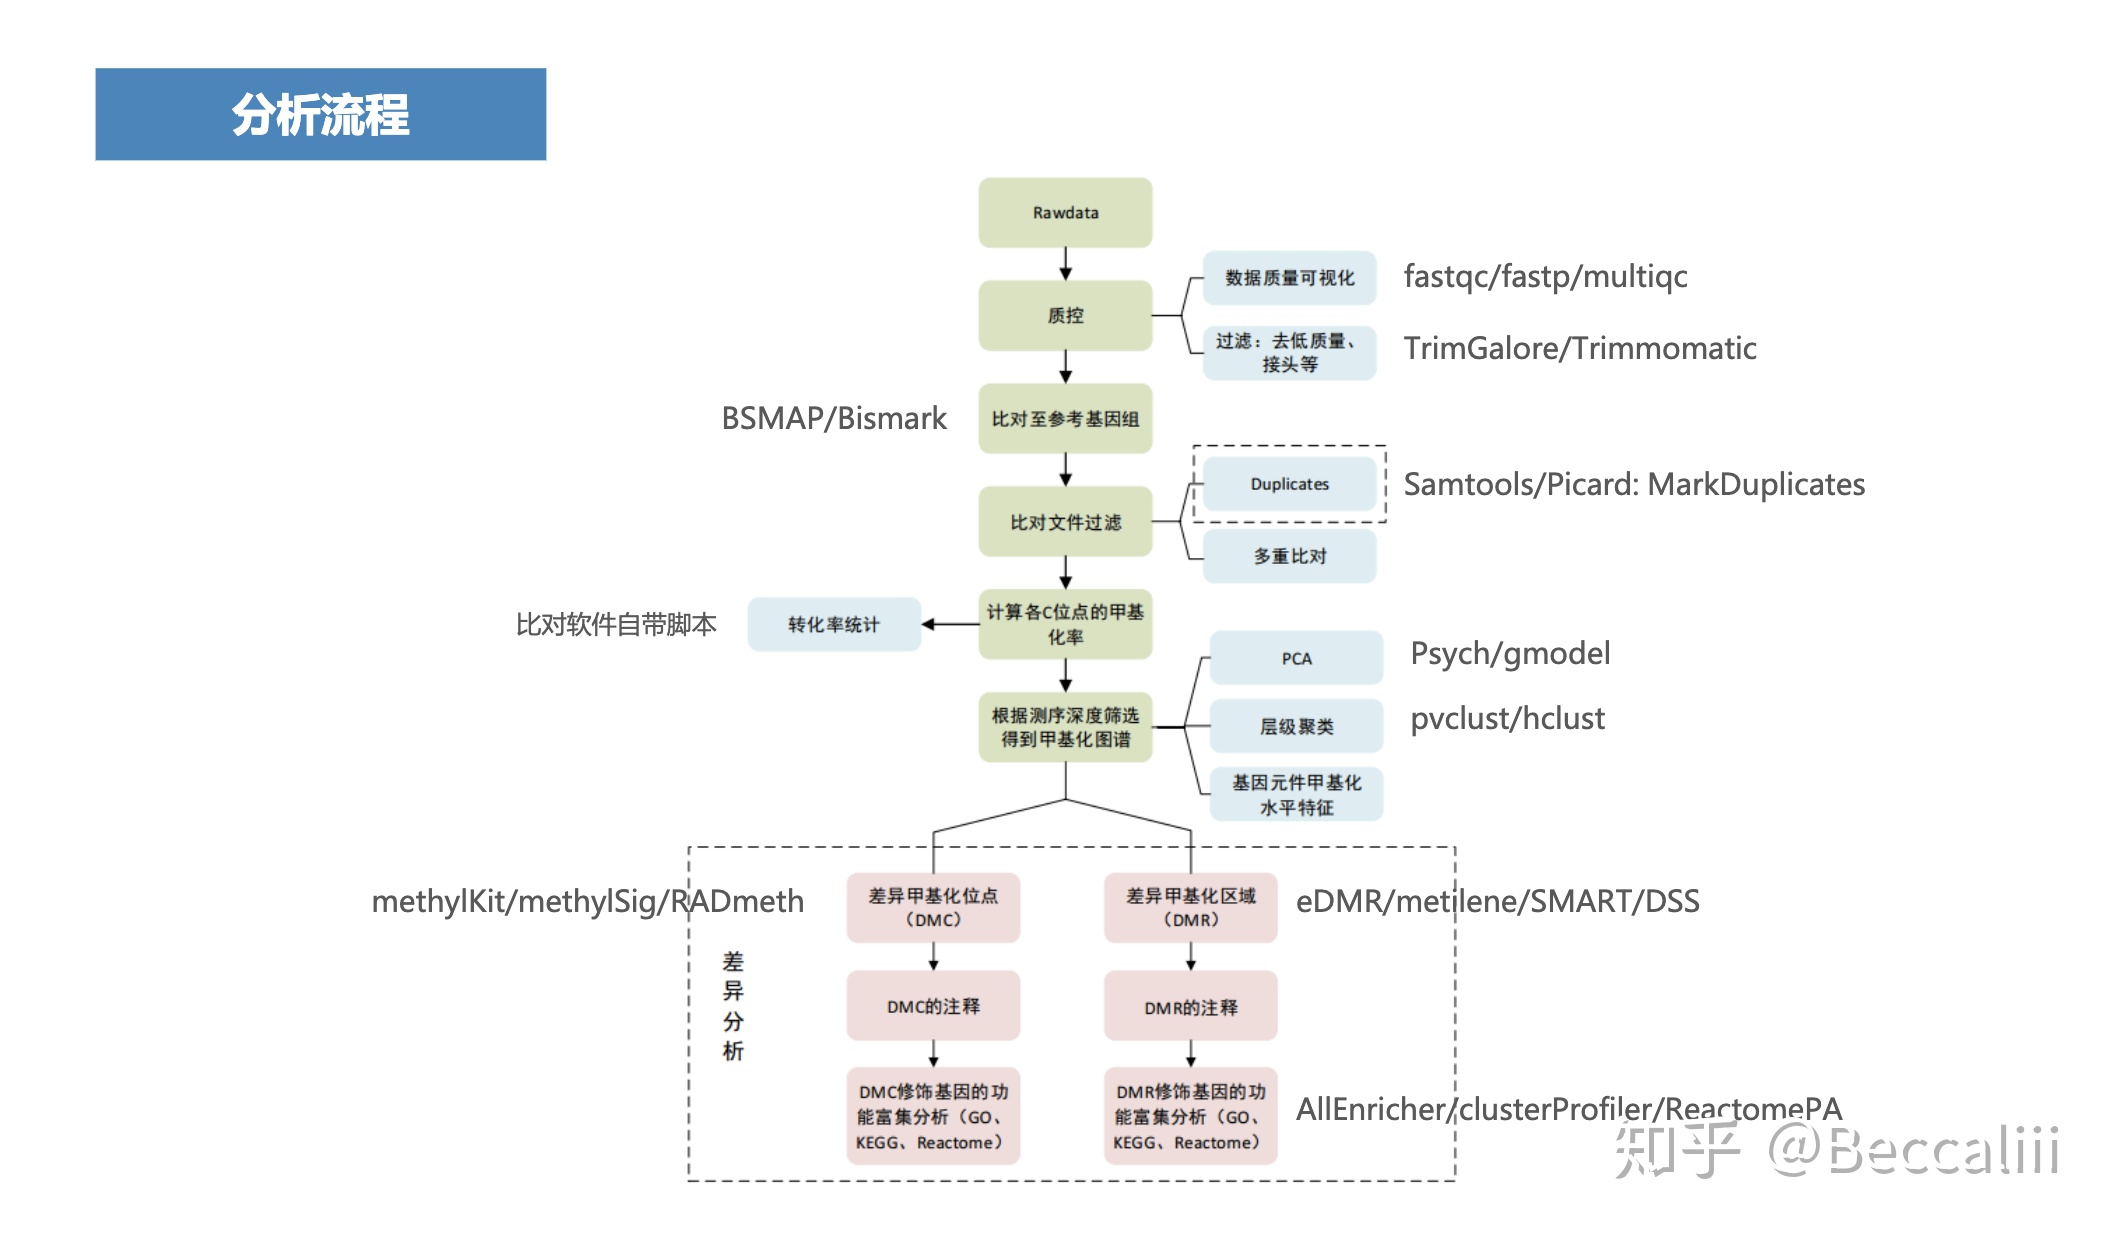 分析流程
Rawdata
质控
数据质量可视化
fastqc/fastp/multiqc
过滤：去低质量、
接头等
TrimGalore/Trimmomatic
BSMAP/Bismark
比对至参考基因组
比对文件过滤
Duplicates
Samtools/Picard: MarkDuplicates
多重比对
比对软件自带脚本
转化率统计
计算各C位点的甲基
化率
根据测序深度筛选
得到甲基化图谱
PCA
Psych/gmodel
层级聚类
pvclust/hclust
基因元件甲基化
水平特征
methylKit/methylSig/RADmeth
差异甲基化位点
（DMC）
差异甲基化区域
（DMR）
eDMR/metilene/SMART/DSS
差
异
分
析
DMC的注释
DMR的注释
DMC修饰基因的功
能富集分析（GO、
KEGG、Reactome）
DMR修饰基因的功
能富集分析（GO、
KEGG、Reactome）
AllEnricher/clusterProfiler/ReactomePA
知乎 @Beccaliii